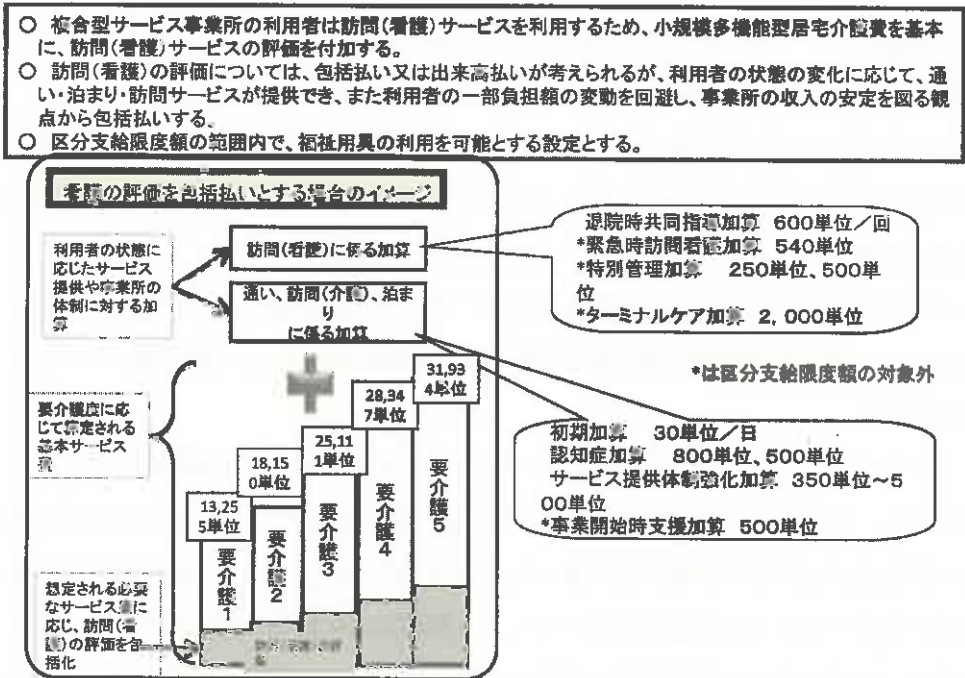 ○ 複合型サービス事業所の利用者は訪問(看護)サービスを利用するため、小規模多機能型居宅介護費を基本
に、訪問(看護)サービスの評価を付加する。
○ 訪問(看護)の評価については、包括払い又は出来高払いが考えられるが、利用者の状態の変化に応じて、通
い・泊まり・訪問サービスが提供でき、また利用者の一部負担額の変動を回避し、事業所の収入の安定を図る観
点から包括払いする。
○ 区分支給限度額の範囲内で、福祉用具の利用を可能とする設定とする。
看護の評価を包括払いとする場合のイメージ
利用者の状態に
応じたサービス
提供や事業所の
体制に対する加
算
訪問(看護)に係る加算
通い、訪問(介護)、泊ま
り
に係る加算
退院時共同指導加算 600単位/回
*緊急時訪問看護加算 540単位
*特別管理加算 250単位、500単
位
*ターミナルケア加算 2,000単位
*は区分支給限度額の対象外
初期加算 30単位/日
認知症加算 800単位、500単位
サービス提供体制強化加算 350単位~5
00単位
*事業開始時支援加算 500単位
要介護度に応
じて算定される
基本サービス
費
13,25
5単位
18,15
0単位
25,11
1単位
28,34
7単位
31,93
4単位
要介護1
要介護2
要介護3
要介護4
要介護5
想定される必要
なサービス量に
応じ、訪問(看
護)の評価を包
括化